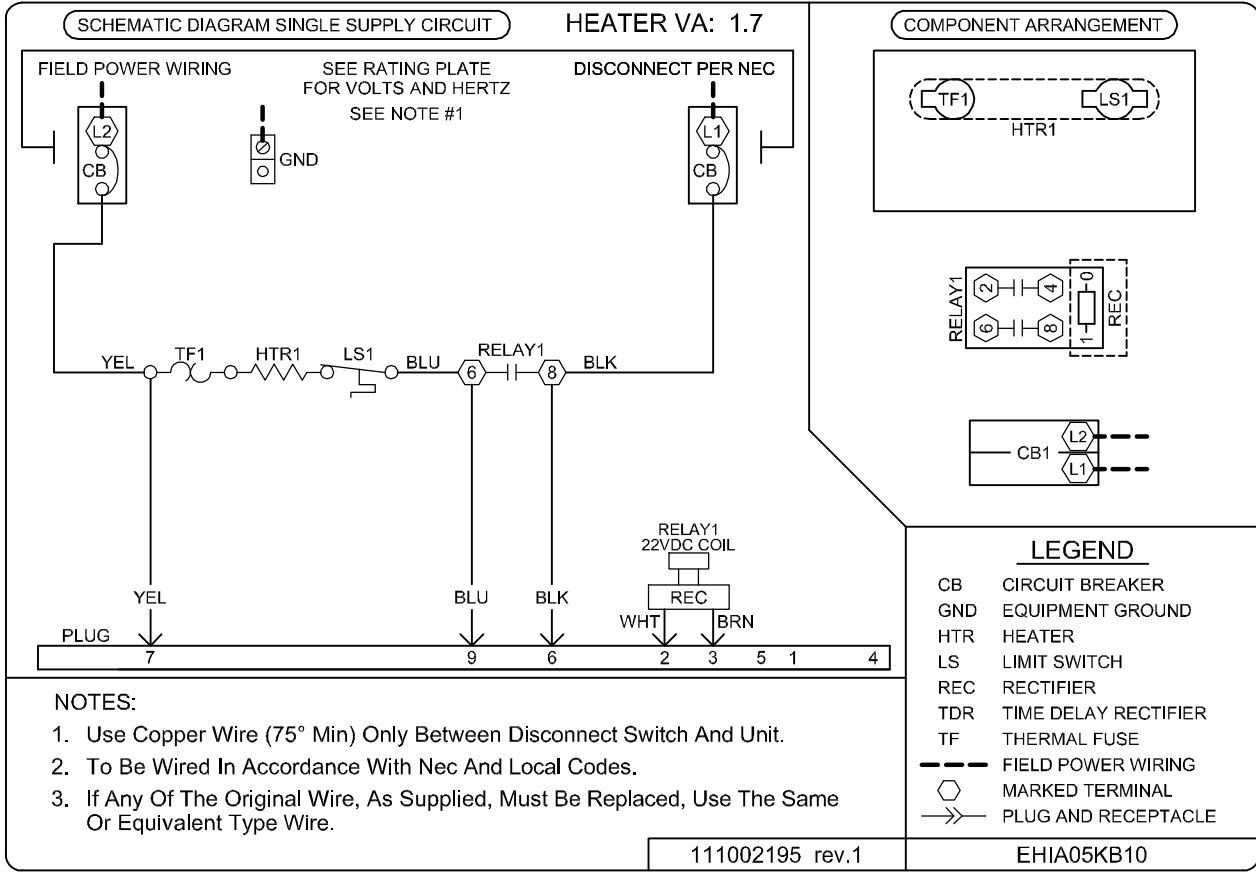 SCHEMATIC DIAGRAM SINGLE SUPPLY CIRCUIT
HEATER VA: 1.7
FIELD POWER WIRING
SEE RATING PLATE
FOR VOLTS AND HERTZ
SEE NOTE #1
DISCONNECT PER NEC
L2
CB
GND
L1
CB
YEL
TF1
HTR1
LS1
BLU
6
RELAY1
8
BLK
RELAY1
22VDC COIL
REC
YEL
BLU
BLK
WHT
BRN
PLUG
7
9
6
2
3
5
1
4
NOTES:
1. Use Copper Wire (75° Min) Only Between Disconnect Switch And Unit.
2. To Be Wired In Accordance With Nec And Local Codes.
3. If Any Of The Original Wire, As Supplied, Must Be Replaced, Use The Same
Or Equivalent Type Wire.
111002195 rev.1
COMPONENT ARRANGEMENT
TF1
LS1
HTR1
RELAY1
2
4
6
8
0
1
REC
CB1
L2
L1
LEGEND
CB CIRCUIT BREAKER
GND EQUIPMENT GROUND
HTR HEATER
LS LIMIT SWITCH
REC RECTIFIER
TDR TIME DELAY RECTIFIER
TF THERMAL FUSE
FIELD POWER WIRING
MARKED TERMINAL
PLUG AND RECEPTACLE
EHIA05KB10